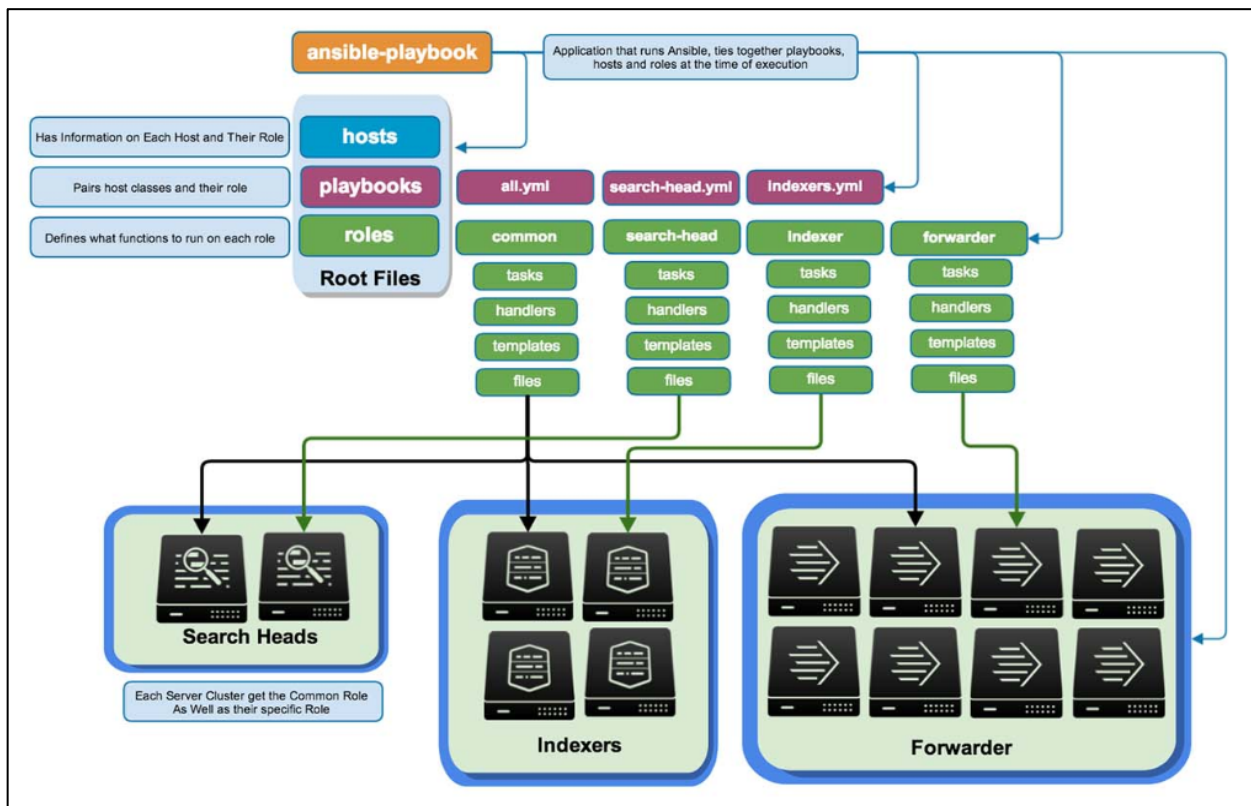 ansible-playbook
Application that runs Ansible, ties together playbooks,
hosts and roles at the time of execution
Has Information on Each Host and Their Role
hosts
Pairs host classes and their role
playbooks
all.yml
search-head.yml
indexers.yml
Defines what functions to run on each role
roles
common
search-head
indexer
forwarder
Root Files
tasks
tasks
tasks
tasks
handlers
handlers
handlers
handlers
templates
templates
templates
templates
files
files
files
files
Search Heads
Each Server Cluster get the Common Role
As Well as their specific Role
Indexers
Forwarder